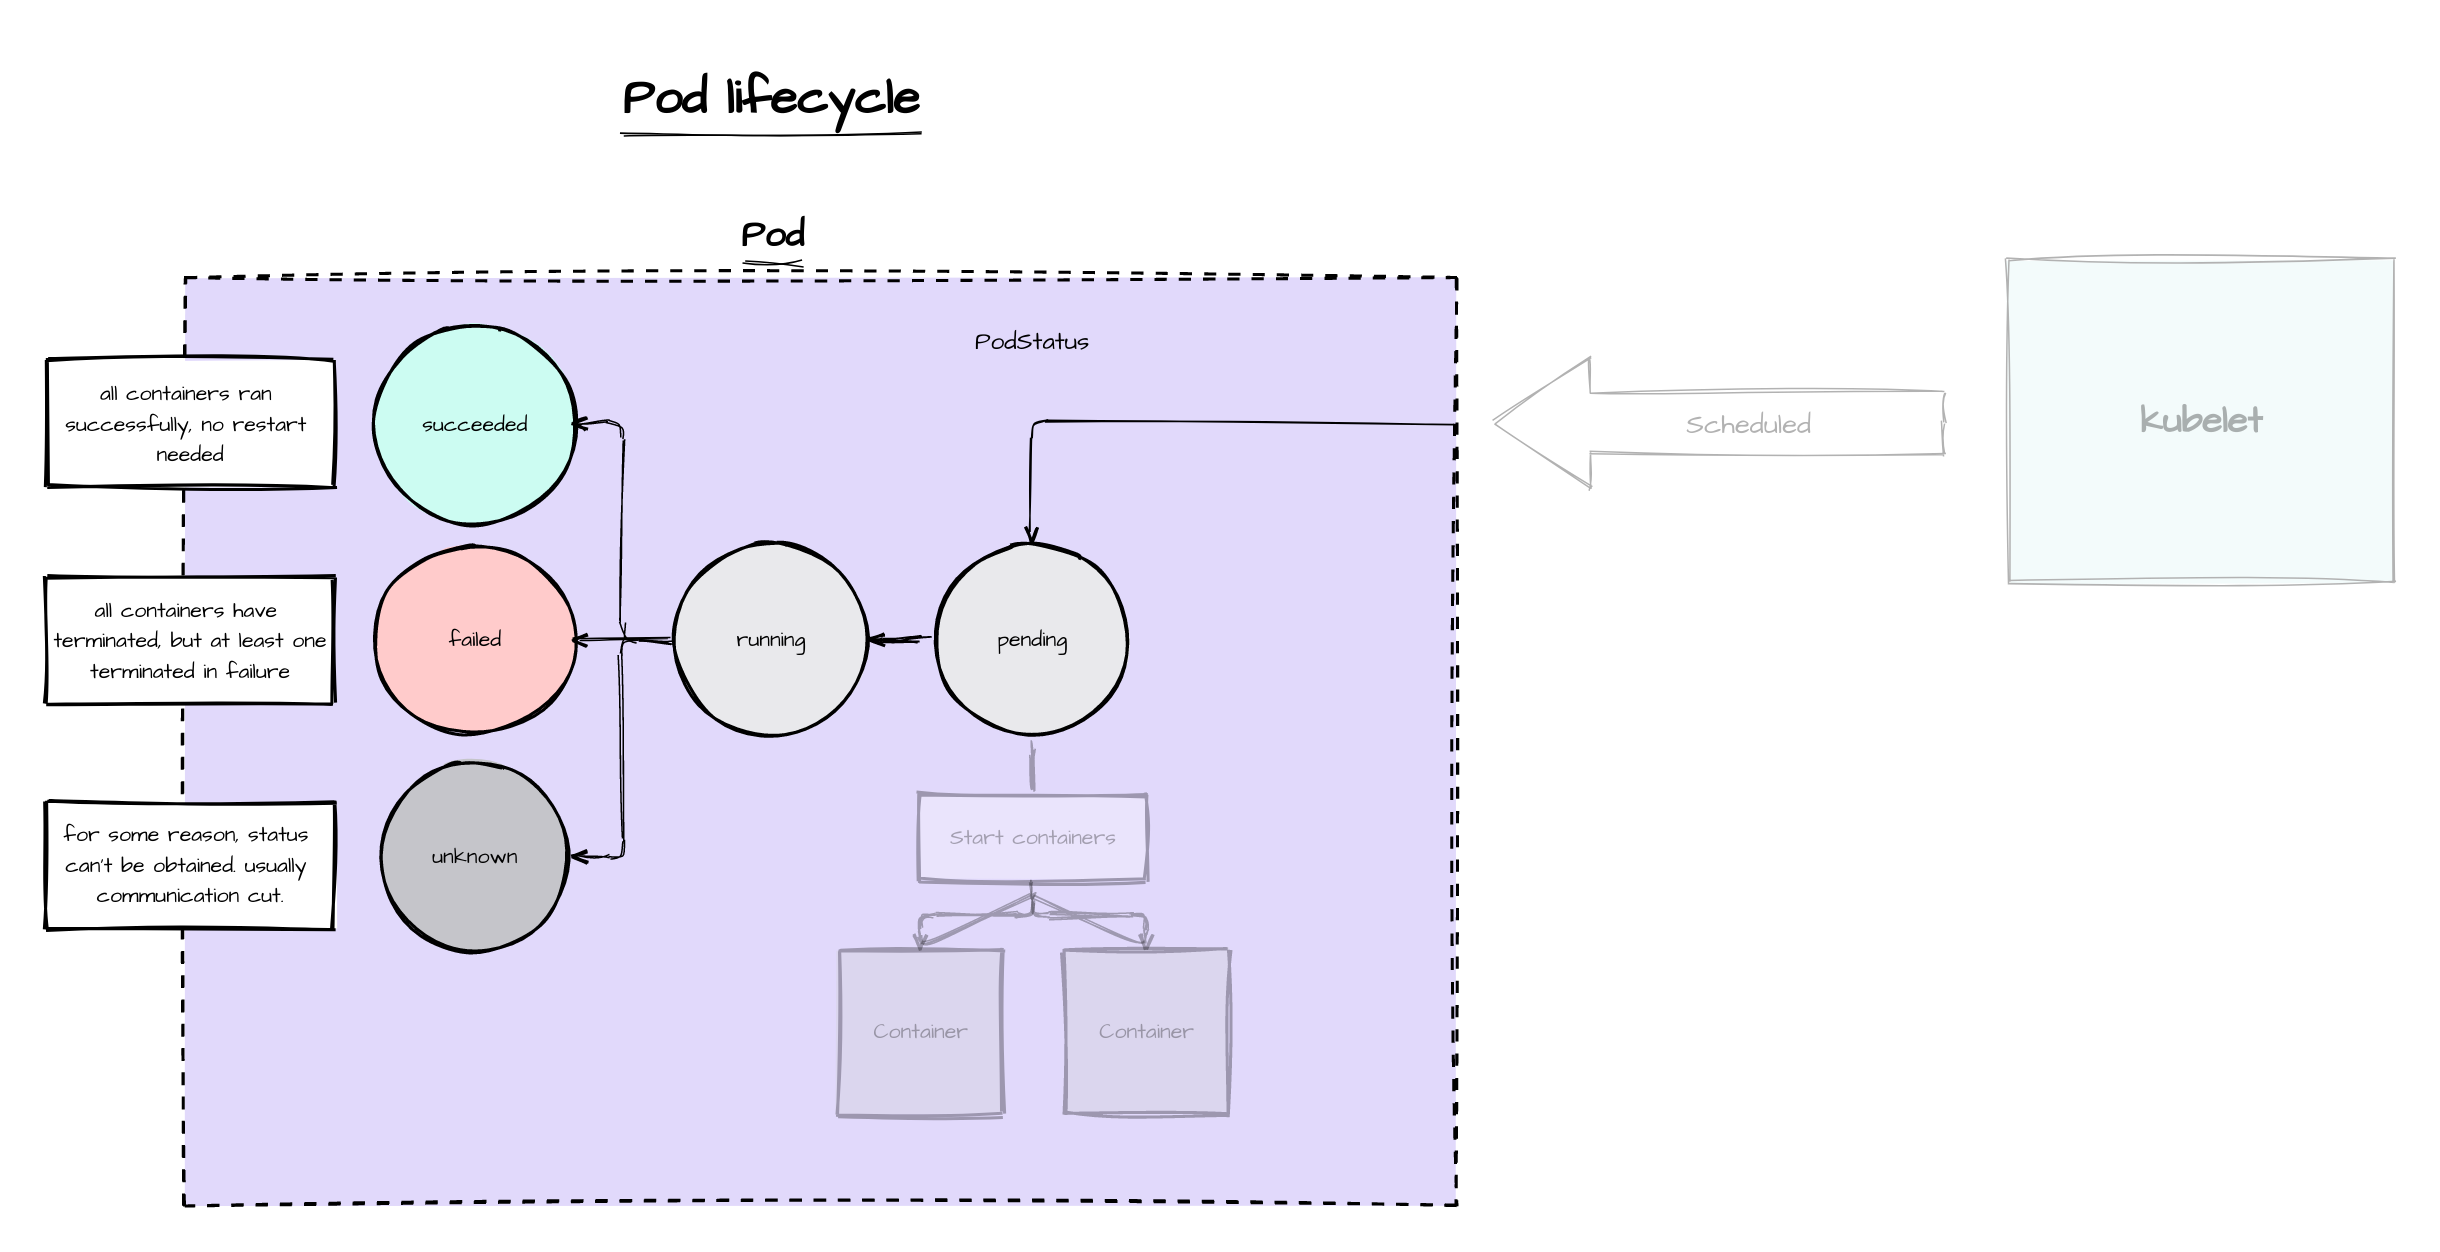 Pod lifecycle
Pod
PodStatus
all containers ran
successfully, no restart
needed
succeeded
Scheduled
kubelet
all containers have
terminated, but at least one
terminated in failure
failed
running
pending
for some reason, status
can't be obtained. usually
communication cut.
unknown
Start containers
Container
Container